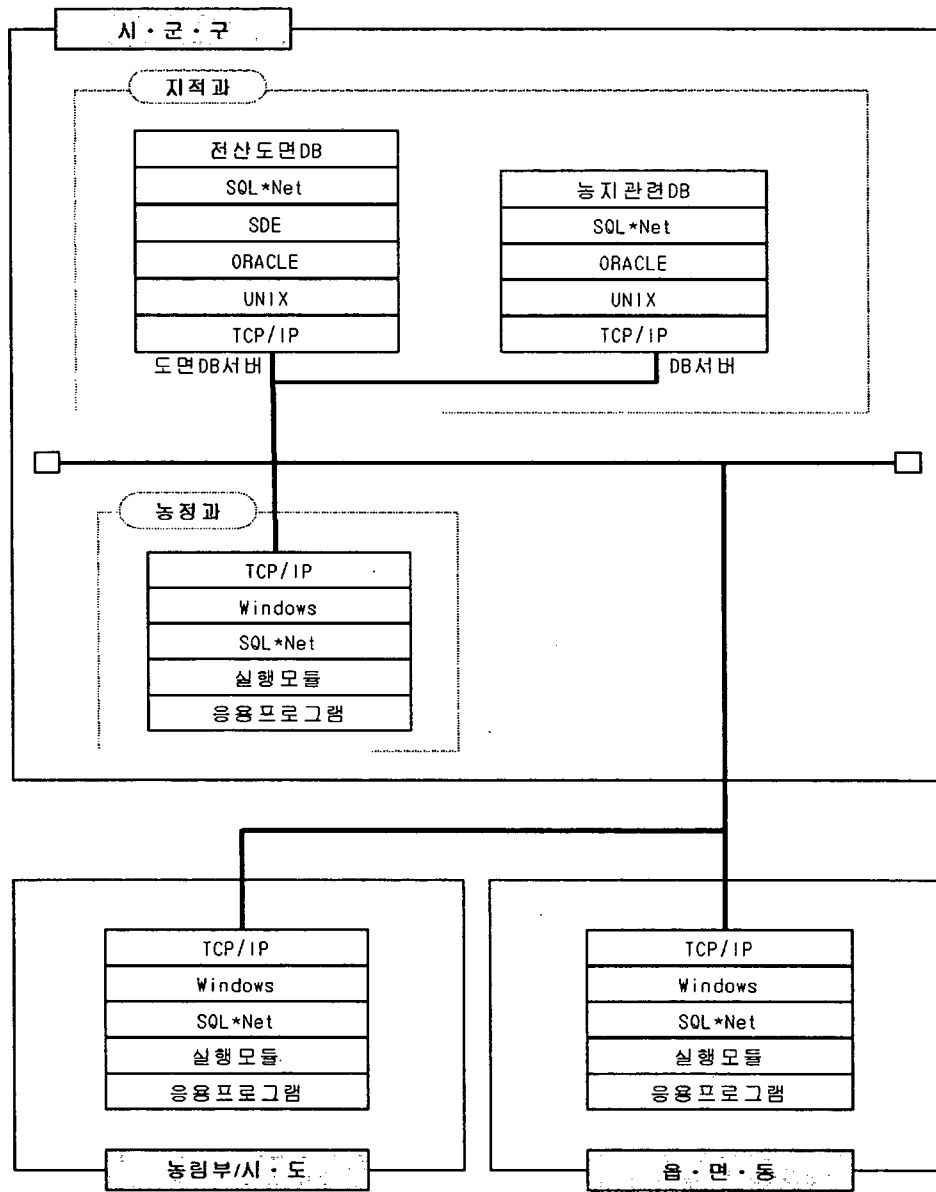 시·군·구
지적과
전산도면DB
SQL*Net
SDE
ORACLE
UNIX
TCP/IP
도면DB서버
농지관련DB
SQL*Net
ORACLE
UNIX
TCP/IP
DB서버
농정과
TCP/IP
Windows
SQL*Net
실행모듈
응용프로그램
TCP/IP
Windows
SQL*Net
실행모듈
응용프로그램
농림부/시·도
TCP/IP
Windows
SQL*Net
실행모듈
응용프로그램
읍·면·동